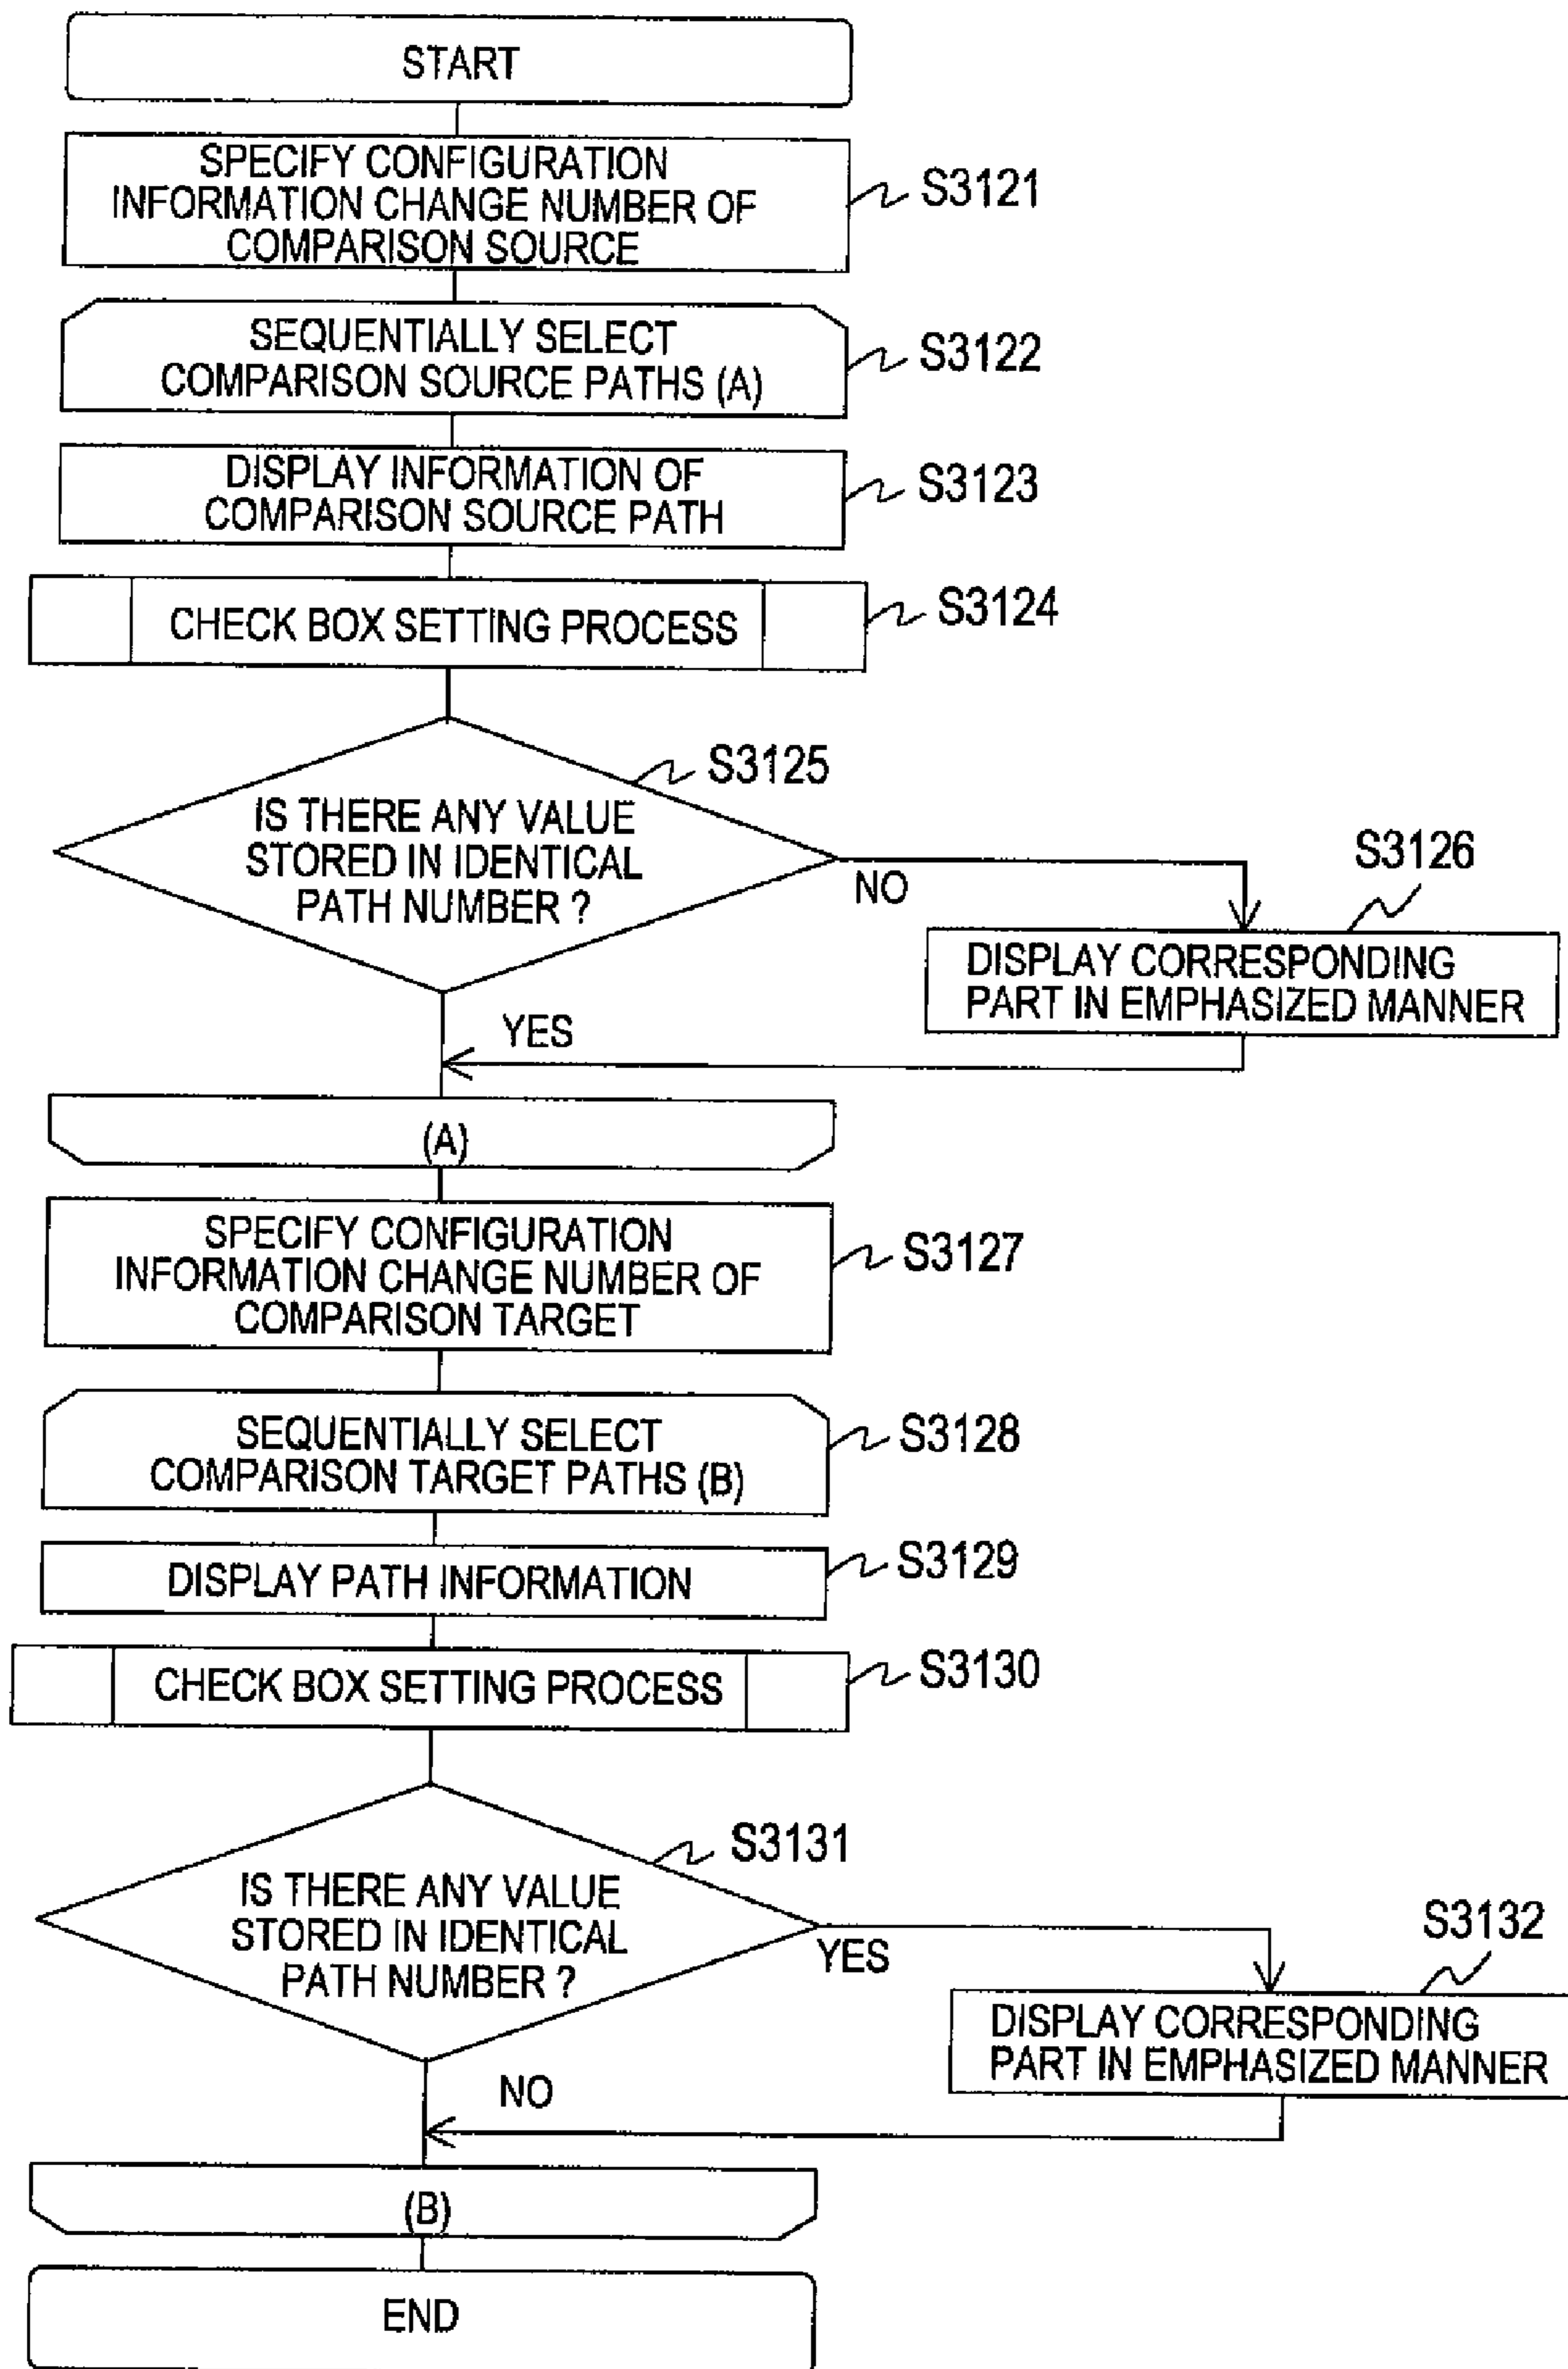 START
SPECIFY CONFIGURATION
INFORMATION CHANGE NUMBER OF
COMPARISON SOURCE
S3121
SEQUENTIALLY SELECT
COMPARISON SOURCE PATHS (A)
S3122
DISPLAY INFORMATION OF
COMPARISON SOURCE PATH
S3123
CHECK BOX SETTING PROCESS
S3124
S3125
IS THERE ANY VALUE
STORED IN IDENTICAL
PATH NUMBER ?
NO
S3126
DISPLAY CORRESPONDING
PART IN EMPHASIZED MANNER
YES
(A)
SPECIFY CONFIGURATION
INFORMATION CHANGE NUMBER OF
COMPARISON TARGET
S3127
SEQUENTIALLY SELECT
COMPARISON TARGET PATHS (B)
S3128
DISPLAY PATH INFORMATION
S3129
CHECK BOX SETTING PROCESS
S3130
S3131
IS THERE ANY VALUE
STORED IN IDENTICAL
PATH NUMBER ?
YES
S3132
DISPLAY CORRESPONDING
PART IN EMPHASIZED MANNER
NO
(B)
END